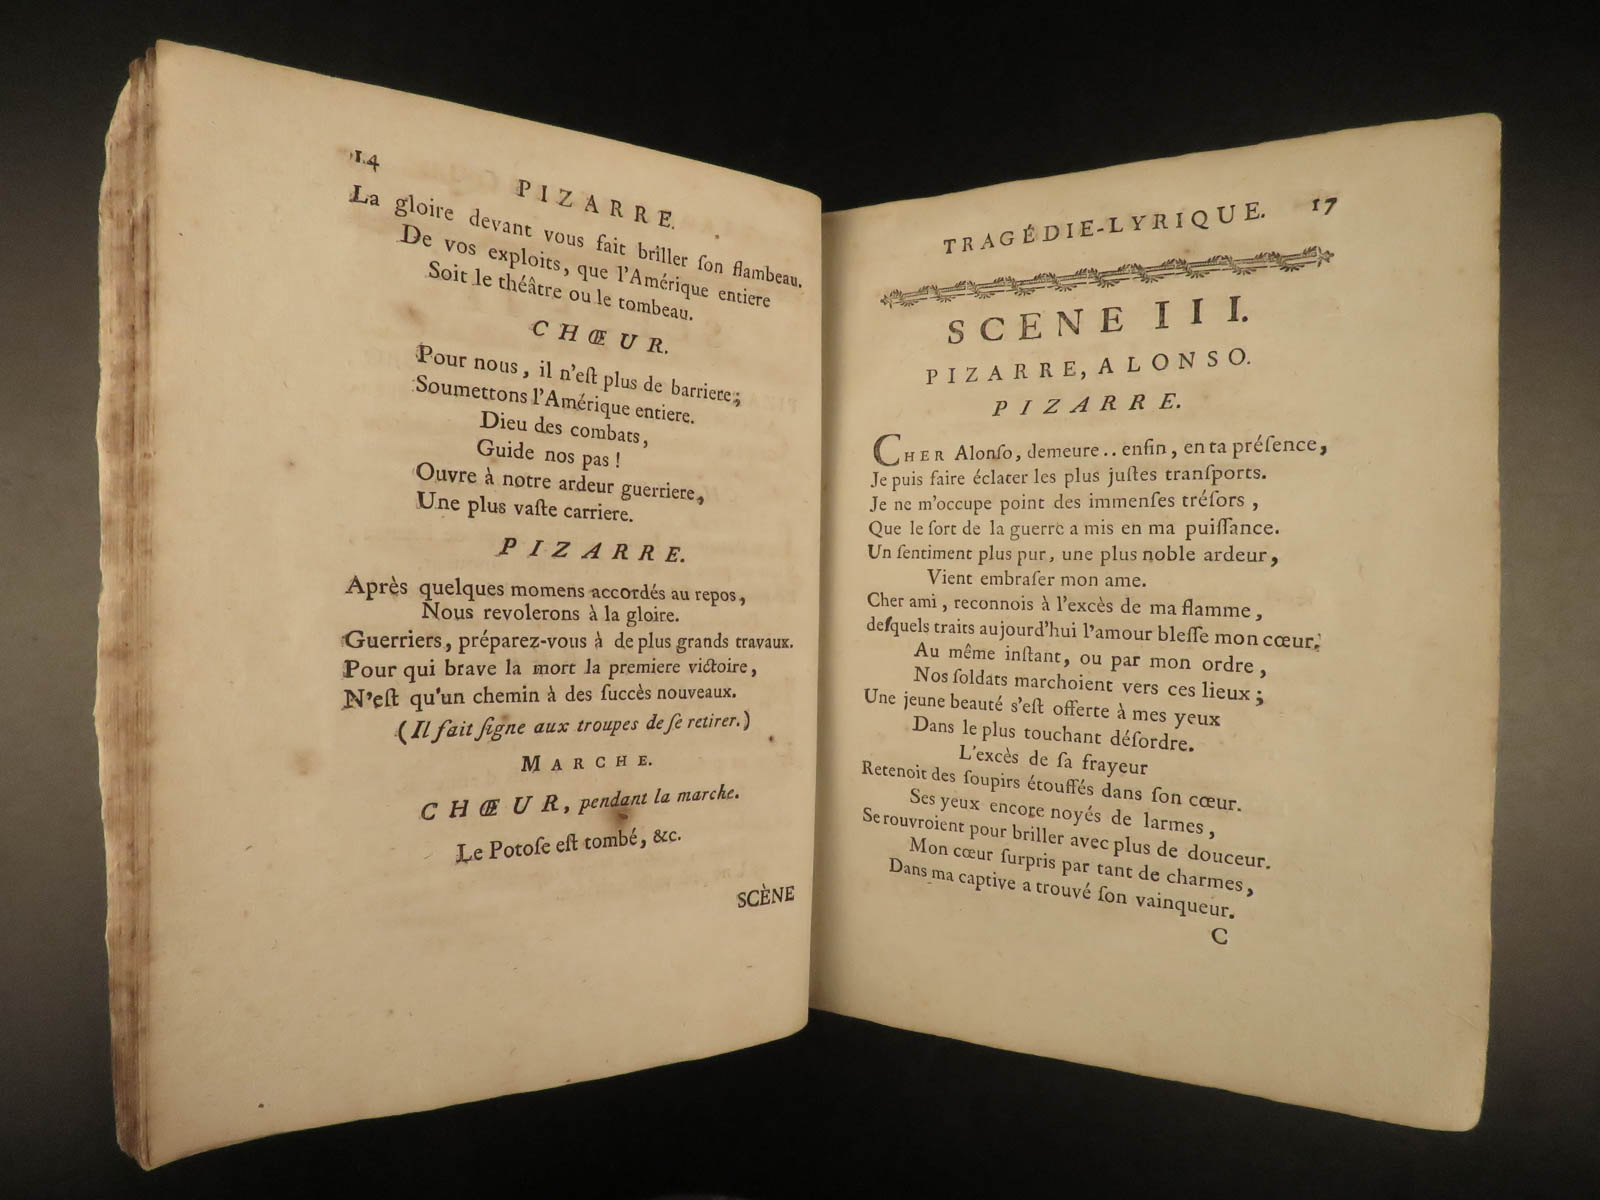 14
PIZARRE.
La gloire devant vous fait brîller ſon flambeau.
De vos exploits, que l'Amérique entiere
Soit le théâtre ou le tombeau.
CHŒUR.
Pour nous, il n'eſt plus de barriere;
Soumettons l'Amérique entiere.
Dieu des combats,
Guide nos pas !
Ouvre à notre ardeur guerriere,
Une plus vaſte carriere.
PIZARRE.
Après quelques momens accordés au repos,
Nous revolerons à la gloire.
Guerriers, préparez-vous à de plus grands travaux.
Pour qui brave la mort la premiere victoire,
N'eſt qu'un chemin à des ſuccès nouveaux.
(Il fait ſigne aux troupes de ſe retirer.)
MARCHE.
CHŒUR, pendant la marche.
Le Potoſe eſt tombé, &c.
SCÈNE
TRAGÉDIE-LYRIQUE. 17
SCENE III.
PIZARRE, ALONSO.
PIZARRE.
CHER Alonſo, demeure.. enfin, en ta préſence,
Je puis faire éclater les plus juſtes tranſports.
Je ne m'occupe point des immenſes tréſors,
Que le ſort de la guerre a mis en ma puiſſance.
Un ſentiment plus pur, une plus noble ardeur,
Vient embraſer mon ame.
Cher ami, reconnois à l'excès de ma flamme,
deſquels traits aujourd'hui l'amour bleſſe mon cœur.
Au même inſtant, ou par mon ordre,
Nos ſoldats marchoient vers ces lieux;
Une jeune beauté s'eſt offerte à mes yeux
Dans le plus touchant déſordre.
L'excès de ſa frayeur
Retenoit des ſoupirs étouffés dans ſon cœur.
Ses yeux encore noyés de larmes,
Se rouvroient pour briller avec plus de douceur.
Mon cœur ſurpris par tant de charmes,
Dans ma captive a trouvé ſon vainqueur.
C